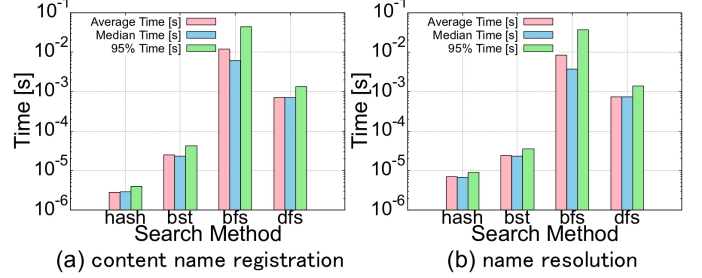 10^-1
10^-2
10^-3
10^-4
10^-5
10^-6
Time [s]
Average Time [s]
Median Time [s]
95% Time [s]
hash bst bfs dfs
Search Method
(a) content name registration
10^-1
10^-2
10^-3
10^-4
10^-5
10^-6
Time [s]
Average Time [s]
Median Time [s]
95% Time [s]
hash bst bfs dfs
Search Method
(b) name resolution